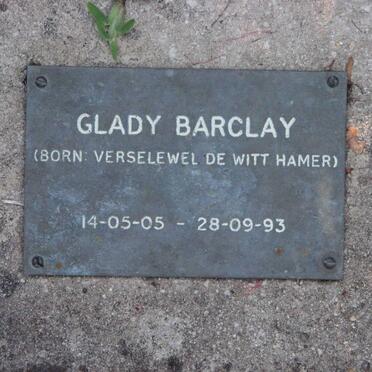 GLADY BARCLAY
(BORN: VERSELEWEL DE WITT HAMER)
14-05-05 - 28-09-93